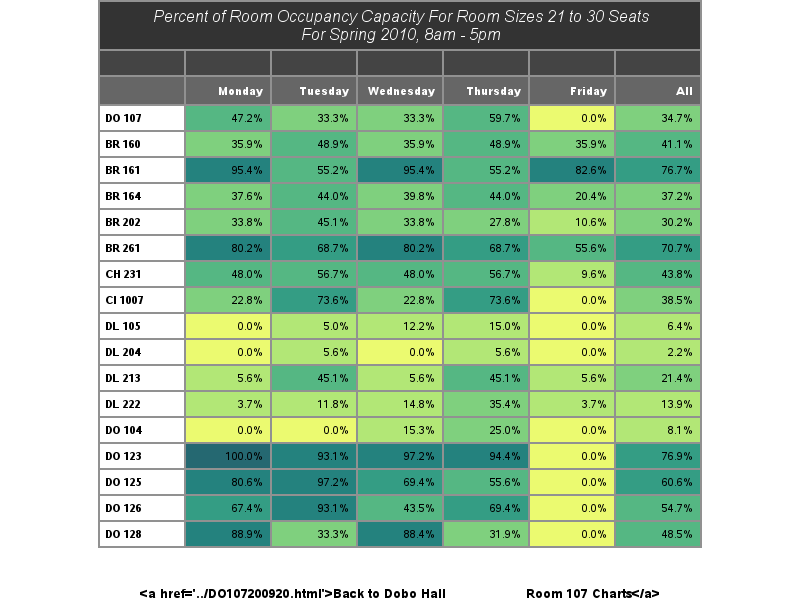 Percent of Room Occupancy Capacity For Room Sizes 21 to 30 Seats
For Spring 2010, 8am - 5pm
Monday Tuesday Wednesday Thursday Friday All
DO 107 47.2% 33.3% 33.3% 59.7% 0.0% 34.7%
BR 160 35.9% 48.9% 35.9% 48.9% 35.9% 41.1%
BR 161 95.4% 55.2% 95.4% 55.2% 82.6% 76.7%
BR 164 37.6% 44.0% 39.8% 44.0% 20.4% 37.2%
BR 202 33.8% 45.1% 33.8% 27.8% 10.6% 30.2%
BR 261 80.2% 68.7% 80.2% 68.7% 55.6% 70.7%
CH 231 48.0% 56.7% 48.0% 56.7% 9.6% 43.8%
CI 1007 22.8% 73.6% 22.8% 73.6% 0.0% 38.5%
DL 105 0.0% 5.0% 12.2% 15.0% 0.0% 6.4%
DL 204 0.0% 5.6% 0.0% 5.6% 0.0% 2.2%
DL 213 5.6% 45.1% 5.6% 45.1% 5.6% 21.4%
DL 222 3.7% 11.8% 14.8% 35.4% 3.7% 13.9%
DO 104 0.0% 0.0% 15.3% 25.0% 0.0% 8.1%
DO 123 100.0% 93.1% 97.2% 94.4% 0.0% 76.9%
DO 125 80.6% 97.2% 69.4% 55.6% 0.0% 60.6%
DO 126 67.4% 93.1% 43.5% 69.4% 0.0% 54.7%
DO 128 88.9% 33.3% 88.4% 31.9% 0.0% 48.5%
<a href='../DO107200920.html'>Back to Dobo Hall Room 107 Charts</a>